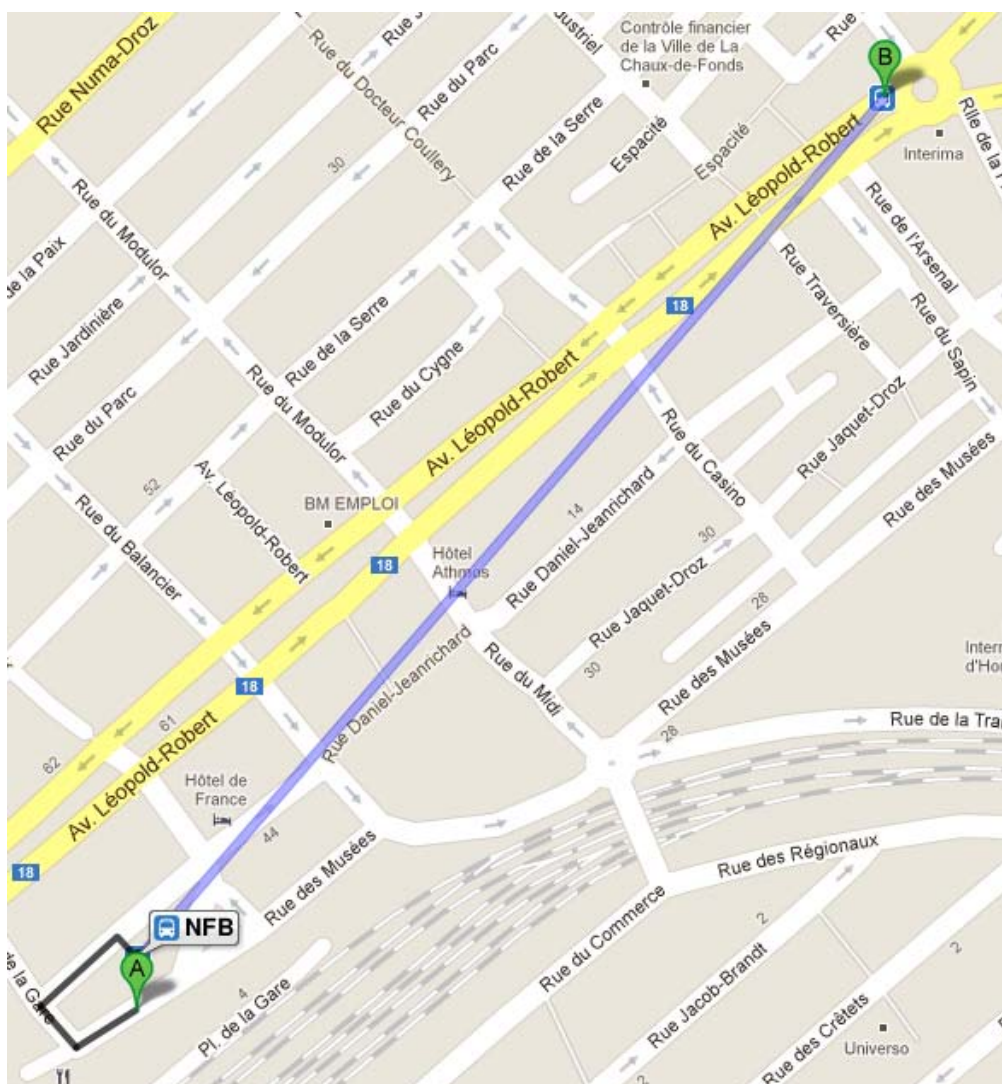 Rue Numa-Droz
Rue du Docteur Coullery
ustriel
Contrôle financier
de la Ville de La
Chaux-de-Fonds
Rue du Parc
B
Rue de la Serre
30
Espacité
Espacité
Av. Léopold-Robert
Interima
Rue du Modulor
de la Paix
Rue de l'Arsenal
Rue Traversière
Rue Jardinière
Rue de la Serre
18
Rue du Sapin
Rue du Parc
Rue du Modulor
Rue du Cygne
Av. Léopold-Robert
Rue Jaquet-Droz
Rue du Casino
Rue des Musées
52
Av. Léopold-Robert
BM EMPLOI
14
Rue Daniel-Jeanrichard
30
Rue du Balancier
18
Hôtel
Athmos
Rue Jaquet-Droz
28
Rue des Musées
Rue Daniel-Jeanrichard
30
Rue du Midi
Intern
d'Ho
18
61
62
Av. Léopold-Robert
28
Rue de la Tra
Hôtel de
France
44
18
Rue des Musées
Rue des Régionaux
NFB
Rue du Commerce
2
2
A
de la Gare
4
Pl. de la Gare
Rue Jacob-Brandt
Rue des Crêtets
Universo